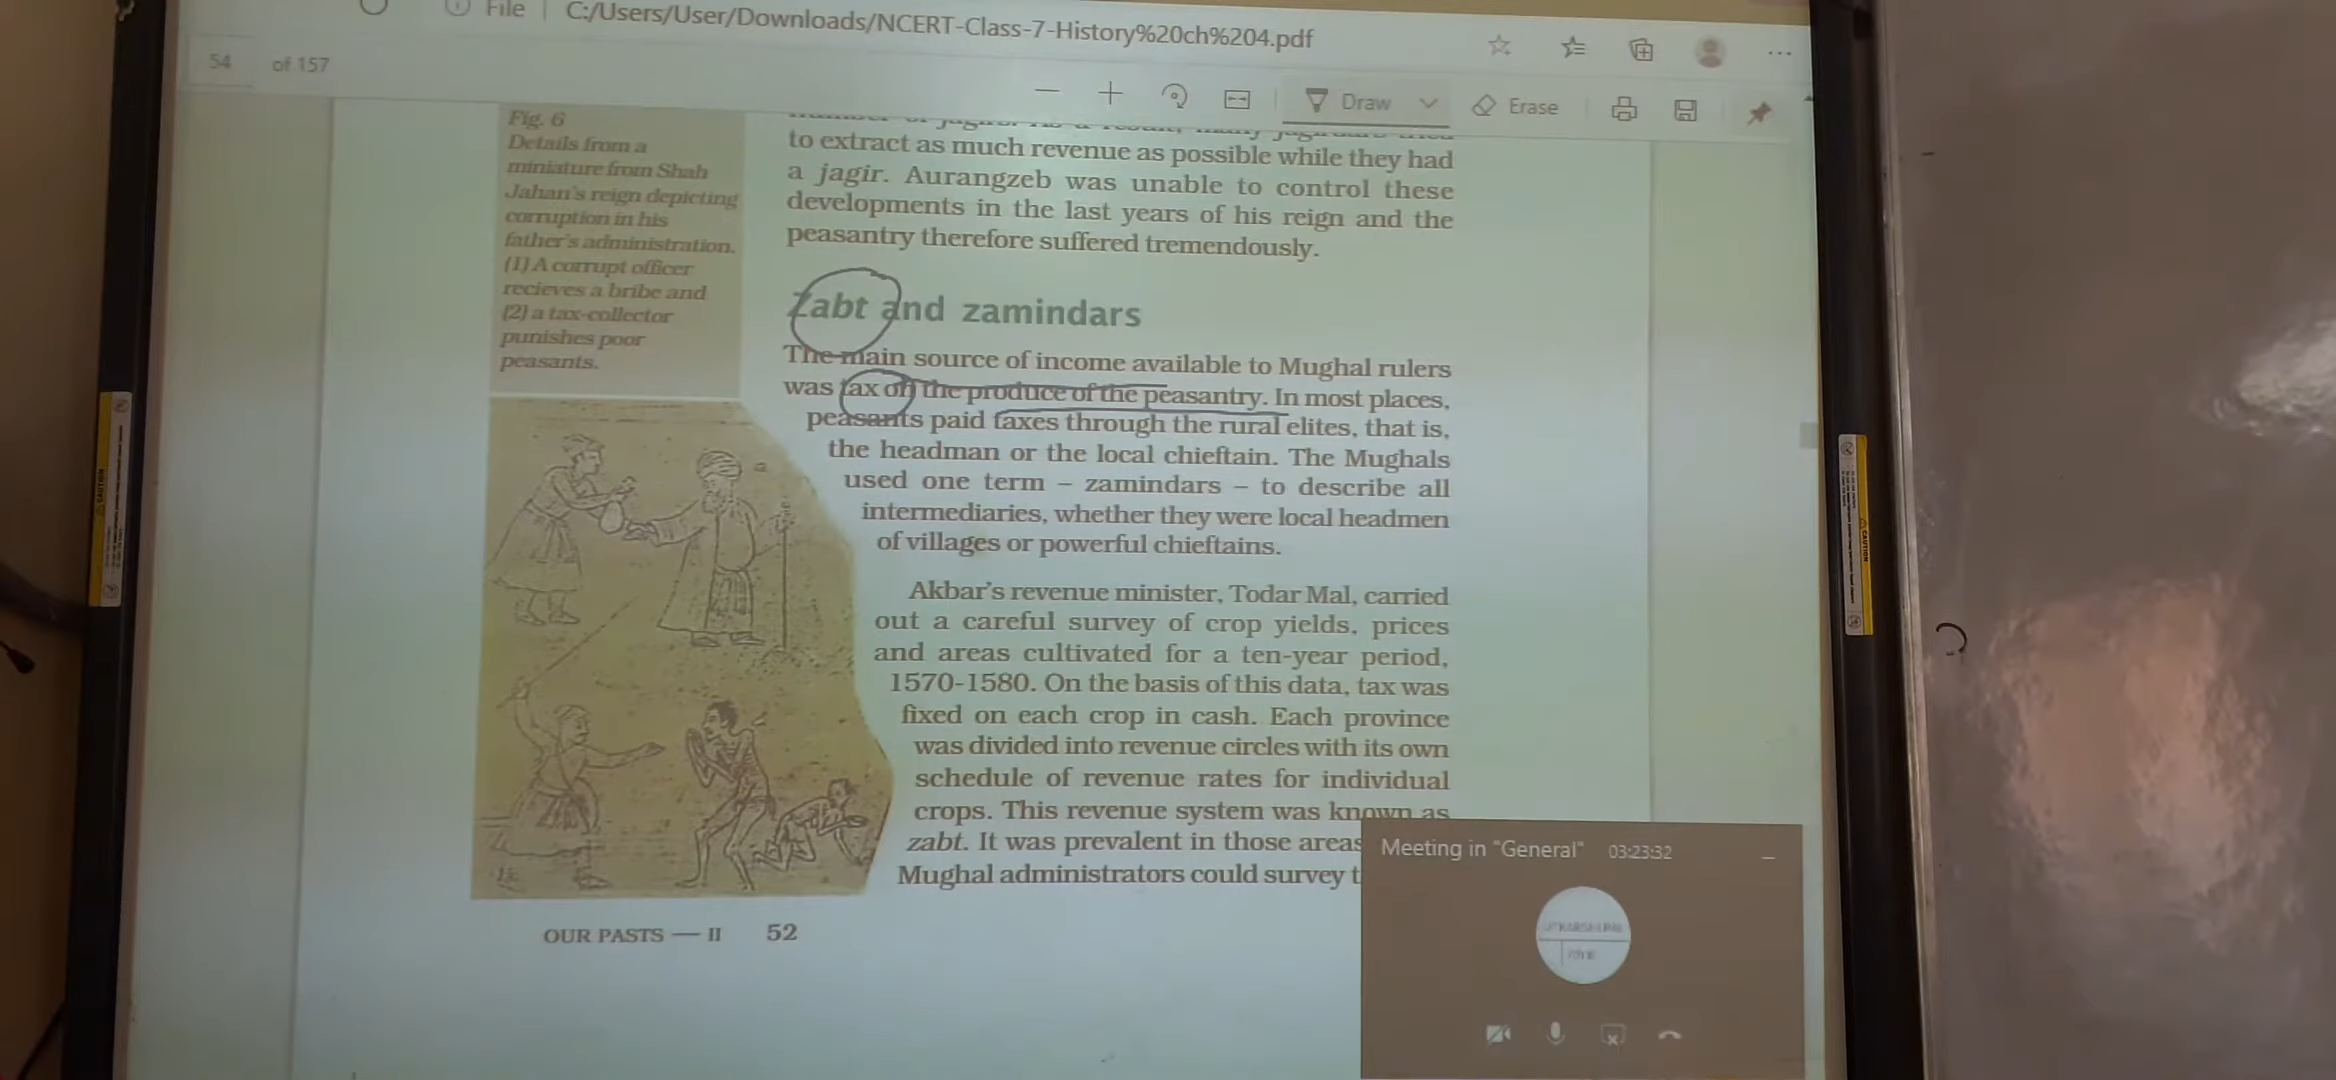 File | C:/Users/User/Downloads/NCERT-Class-7-History%20ch%204.pdf
54 of 157
Draw Erase
Fig. 6
Details from a
miniature from Shah
Jahan's reign depicting
corruption in his
father's administration.
(1) A corrupt officer
recieves a bribe and
(2) a tax-collector
punishes poor
peasants.
to extract as much revenue as possible while they had
a jagir. Aurangzeb was unable to control these
developments in the last years of his reign and the
peasantry therefore suffered tremendously.
Zabt and zamindars
The main source of income available to Mughal rulers
was tax on the produce of the peasantry. In most places,
peasants paid taxes through the rural elites, that is,
the headman or the local chieftain. The Mughals
used one term – zamindars – to describe all
intermediaries, whether they were local headmen
of villages or powerful chieftains.
Akbar's revenue minister, Todar Mal, carried
out a careful survey of crop yields, prices
and areas cultivated for a ten-year period,
1570-1580. On the basis of this data, tax was
fixed on each crop in cash. Each province
was divided into revenue circles with its own
schedule of revenue rates for individual
crops. This revenue system was known as
zabt. It was prevalent in those areas
Mughal administrators could survey t
OUR PASTS — II 52
Meeting in "General" 03:23:32
CAUTION
CAUTION